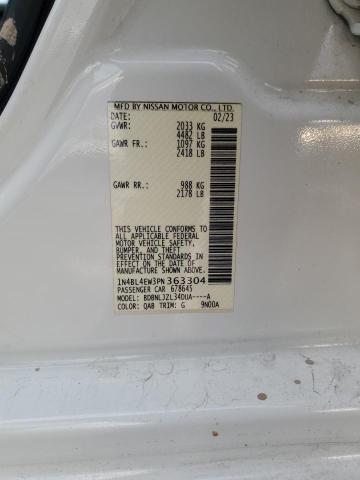 MFD BY NISSAN MOTOR CO., LTD.
DATE: 02/23
GVWR: 2033 KG
4482 LB
GAWR FR.: 1097 KG
2418 LB
GAWR RR.: 988 KG
2178 LB
THIS VEHICLE CONFORMS TO
ALL APPLICABLE FEDERAL
MOTOR VEHICLE SAFETY,
BUMPER, AND THEFT
PREVENTION STANDARDS IN
EFFECT ON THE DATE OF
MANUFACTURE SHOWN ABOVE.
1N4BL4EW3PN363304
PASSENGER CAR 678645
MODEL: BDBNLJZL34DUA----A
COLOR: QAB TRIM: G 9N00A